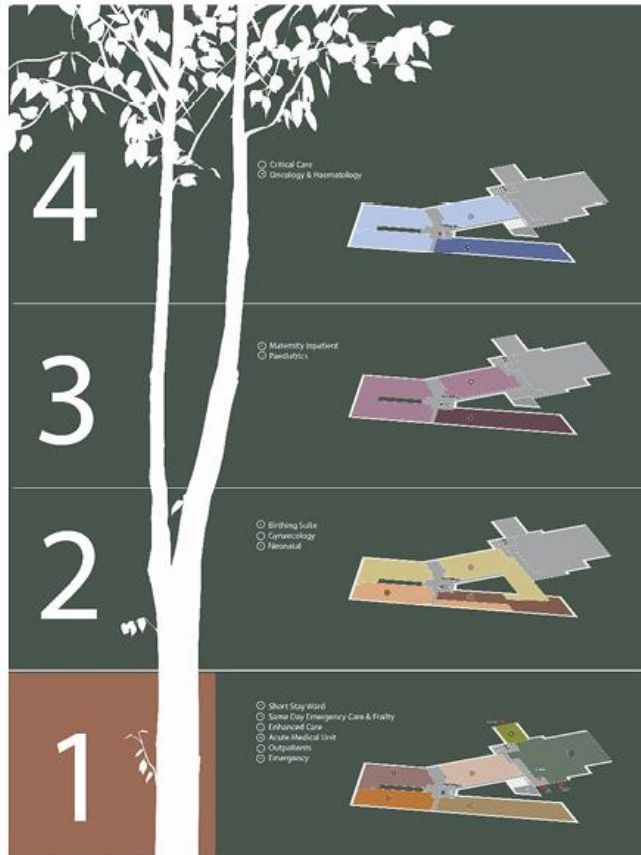 4
Critical Care
Oncology & Haematology
3
Maternity Inpatient
Paediatrics
2
Birthing Suite
Gynaecology
Neonatal
1
Short Stay Ward
Same Day Emergency Care & Frailty
Enhanced Care
Acute Medical Unit
Outpatients
Emergency